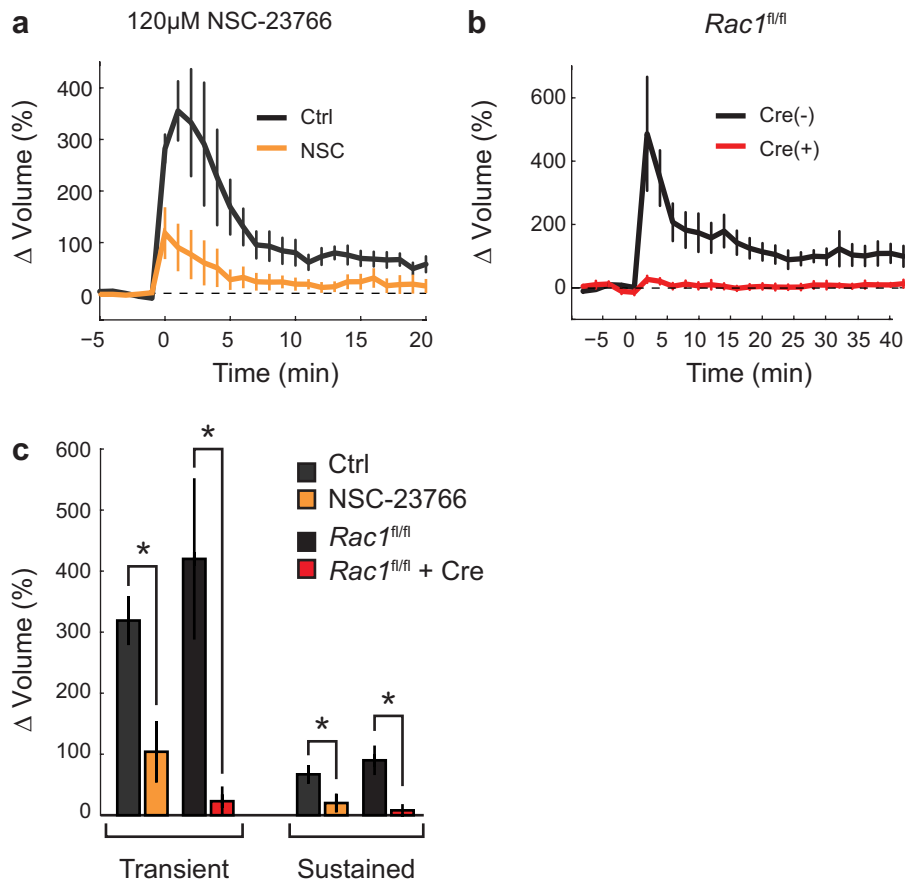 a
120µM NSC-23766
Δ Volume (%)
400
300
200
100
0
Ctrl
NSC
−5
0
5
10
15
20
Time (min)
b
Rac1fl/fl
Δ Volume (%)
600
400
200
0
Cre(-)
Cre(+)
−5
0
5
10
15
20
25
30
35
40
Time (min)
c
Δ Volume (%)
600
500
400
300
200
100
0
*
*
*
*
Ctrl
NSC-23766
Rac1fl/fl
Rac1fl/fl + Cre
Transient
Sustained